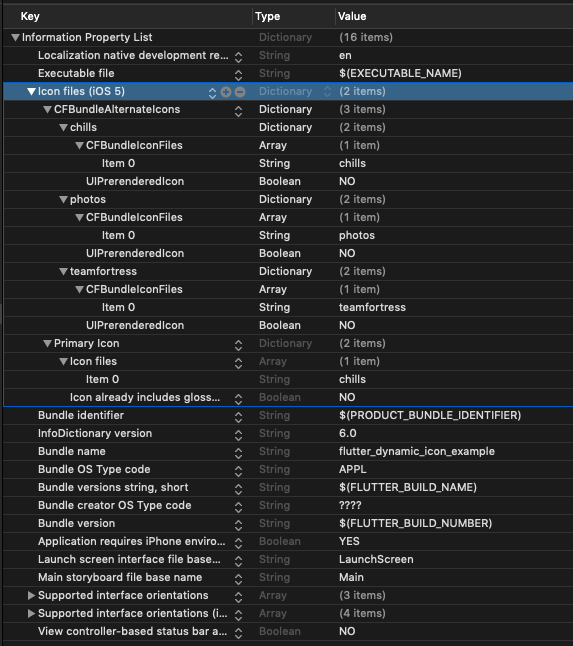 Key Type Value
Information Property List Dictionary (16 items)
Localization native development re... String en
Executable file String $(EXECUTABLE_NAME)
Icon files (iOS 5) Dictionary (2 items)
CFBundleAlternateIcons Dictionary (3 items)
chills Dictionary (2 items)
CFBundleIconFiles Array (1 item)
Item 0 String chills
UIPrerenderedIcon Boolean NO
photos Dictionary (2 items)
CFBundleIconFiles Array (1 item)
Item 0 String photos
UIPrerenderedIcon Boolean NO
teamfortress Dictionary (2 items)
CFBundleIconFiles Array (1 item)
Item 0 String teamfortress
UIPrerenderedIcon Boolean NO
Primary Icon Dictionary (2 items)
Icon files Array (1 item)
Item 0 String chills
Icon already includes gloss... Boolean NO
Bundle identifier String $(PRODUCT_BUNDLE_IDENTIFIER)
InfoDictionary version String 6.0
Bundle name String flutter_dynamic_icon_example
Bundle OS Type code String APPL
Bundle versions string, short String $(FLUTTER_BUILD_NAME)
Bundle creator OS Type code String ????
Bundle version String $(FLUTTER_BUILD_NUMBER)
Application requires iPhone enviro... Boolean YES
Launch screen interface file base... String LaunchScreen
Main storyboard file base name String Main
Supported interface orientations Array (3 items)
Supported interface orientations (i... Array (4 items)
View controller-based status bar a... Boolean NO